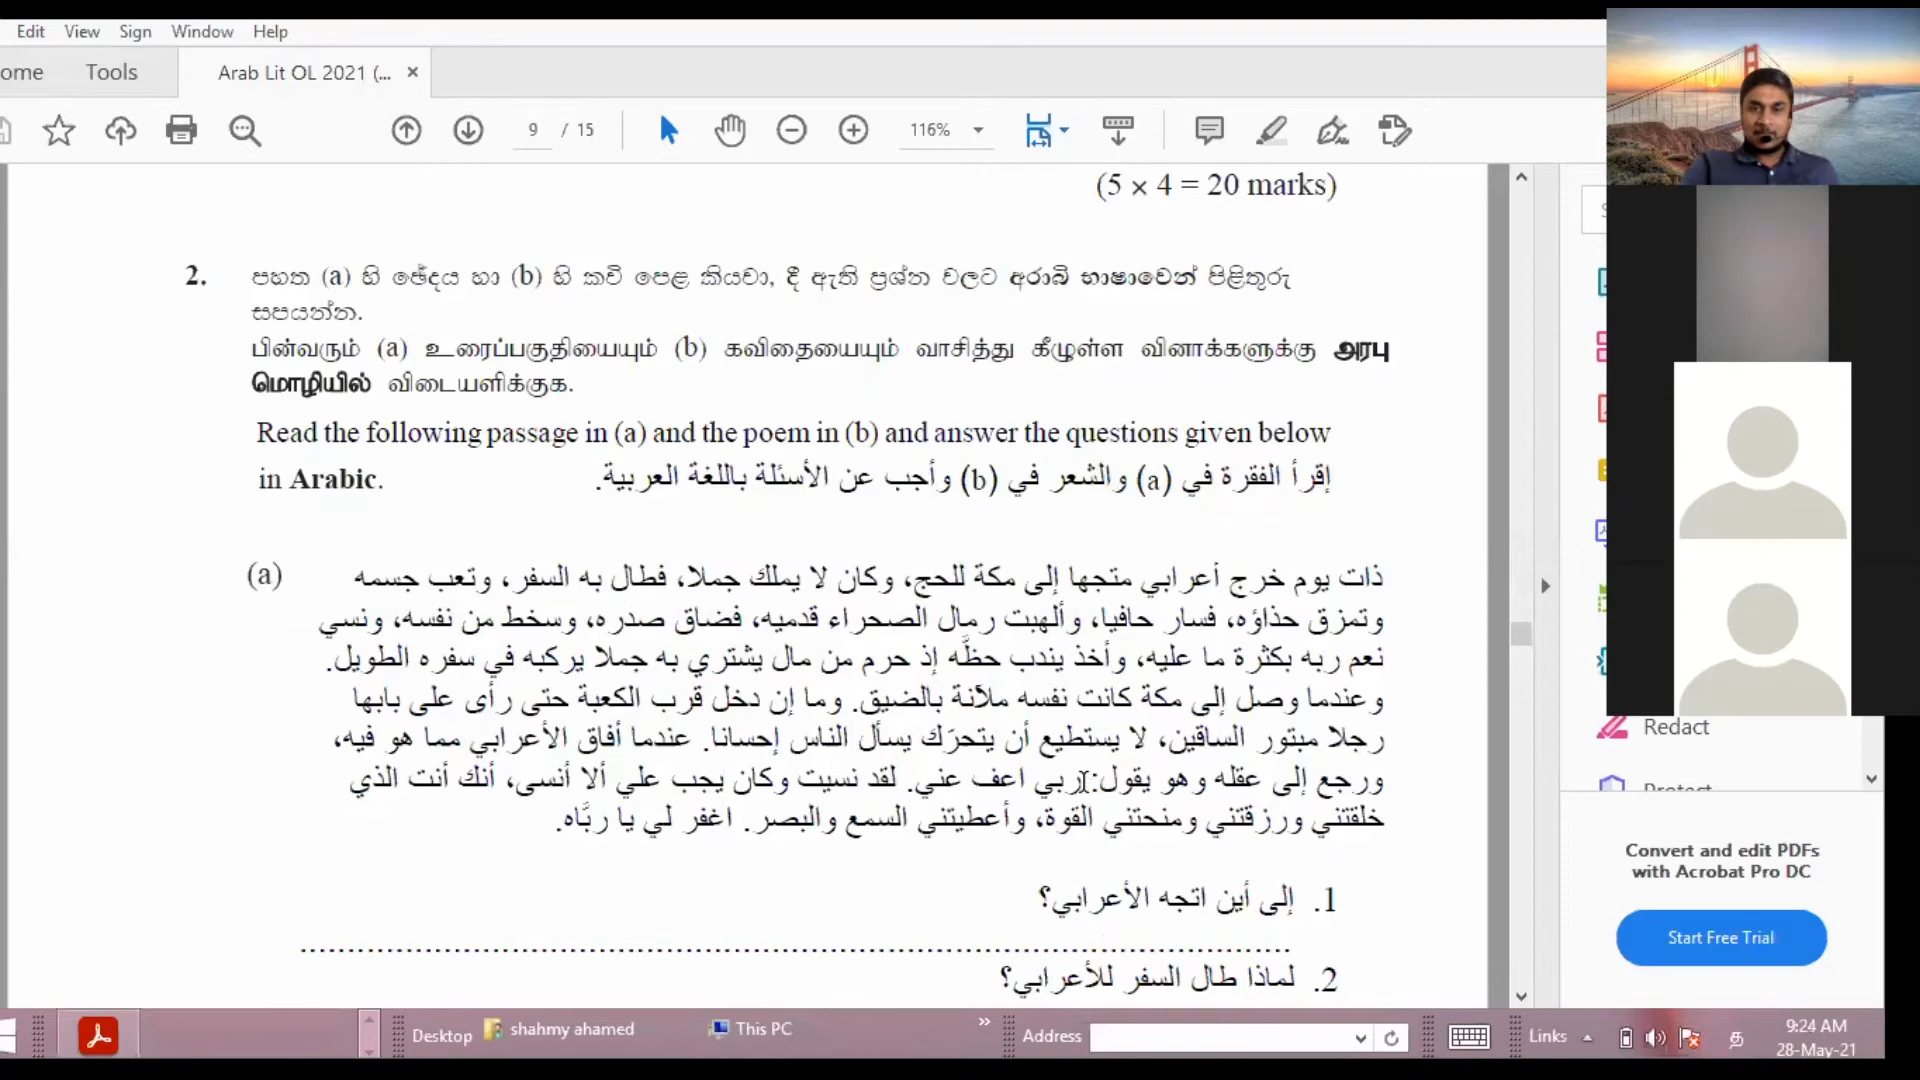 Edit View Sign Window Help
ome Tools Arab Lit OL 2021 (... ×
9 / 15 116%
(5 × 4 = 20 marks)
2. පහත (a) හි ඡේදය හා (b) හි කවි පෙළ කියවා, දී ඇති ප්‍රශ්න වලට අරාබි භාෂාවෙන් පිළිතුරු
සපයන්න.
பின்வரும் (a) உரைப்பகுதியையும் (b) கவிதையையும் வாசித்து கீழுள்ள வினாக்களுக்கு அரபு
மொழியில் விடையளிக்குக.
Read the following passage in (a) and the poem in (b) and answer the questions given below
in Arabic.
إقرأ الفقرة في (a) والشعر في (b) وأجب عن الأسئلة باللغة العربية.
(a)
ذات يوم خرج أعرابي متجها إلى مكة للحج، وكان لا يملك جملا، فطال به السفر، وتعب جسمه
وتمزق حذاؤه، فسار حافيا، وألهبت رمال الصحراء قدميه، فضاق صدره، وسخط من نفسه، ونسي
نعم ربه بكثرة ما عليه، وأخذ يندب حظَّه إذ حرم من مال يشتري به جملا يركبه في سفره الطويل.
وعندما وصل إلى مكة كانت نفسه ملآنة بالضيق. وما إن دخل قرب الكعبة حتى رأى على بابها
رجلا مبتور الساقين، لا يستطيع أن يتحرّك يسأل الناس إحسانا. عندما أفاق الأعرابي مما هو فيه،
ورجع إلى عقله وهو يقول: ربي اعف عني. لقد نسيت وكان يجب علي ألا أنسى، أنك أنت الذي
خلقتني ورزقتني ومنحتني القوة، وأعطيتني السمع والبصر. اغفر لي يا ربَّاه.
1. إلى أين اتجه الأعرابي؟
................................................................................
2. لماذا طال السفر للأعرابي؟
Redact
Convert and edit PDFs
with Acrobat Pro DC
Start Free Trial
Desktop shahmy ahamed This PC » Address Links த 9:24 AM
28-May-21